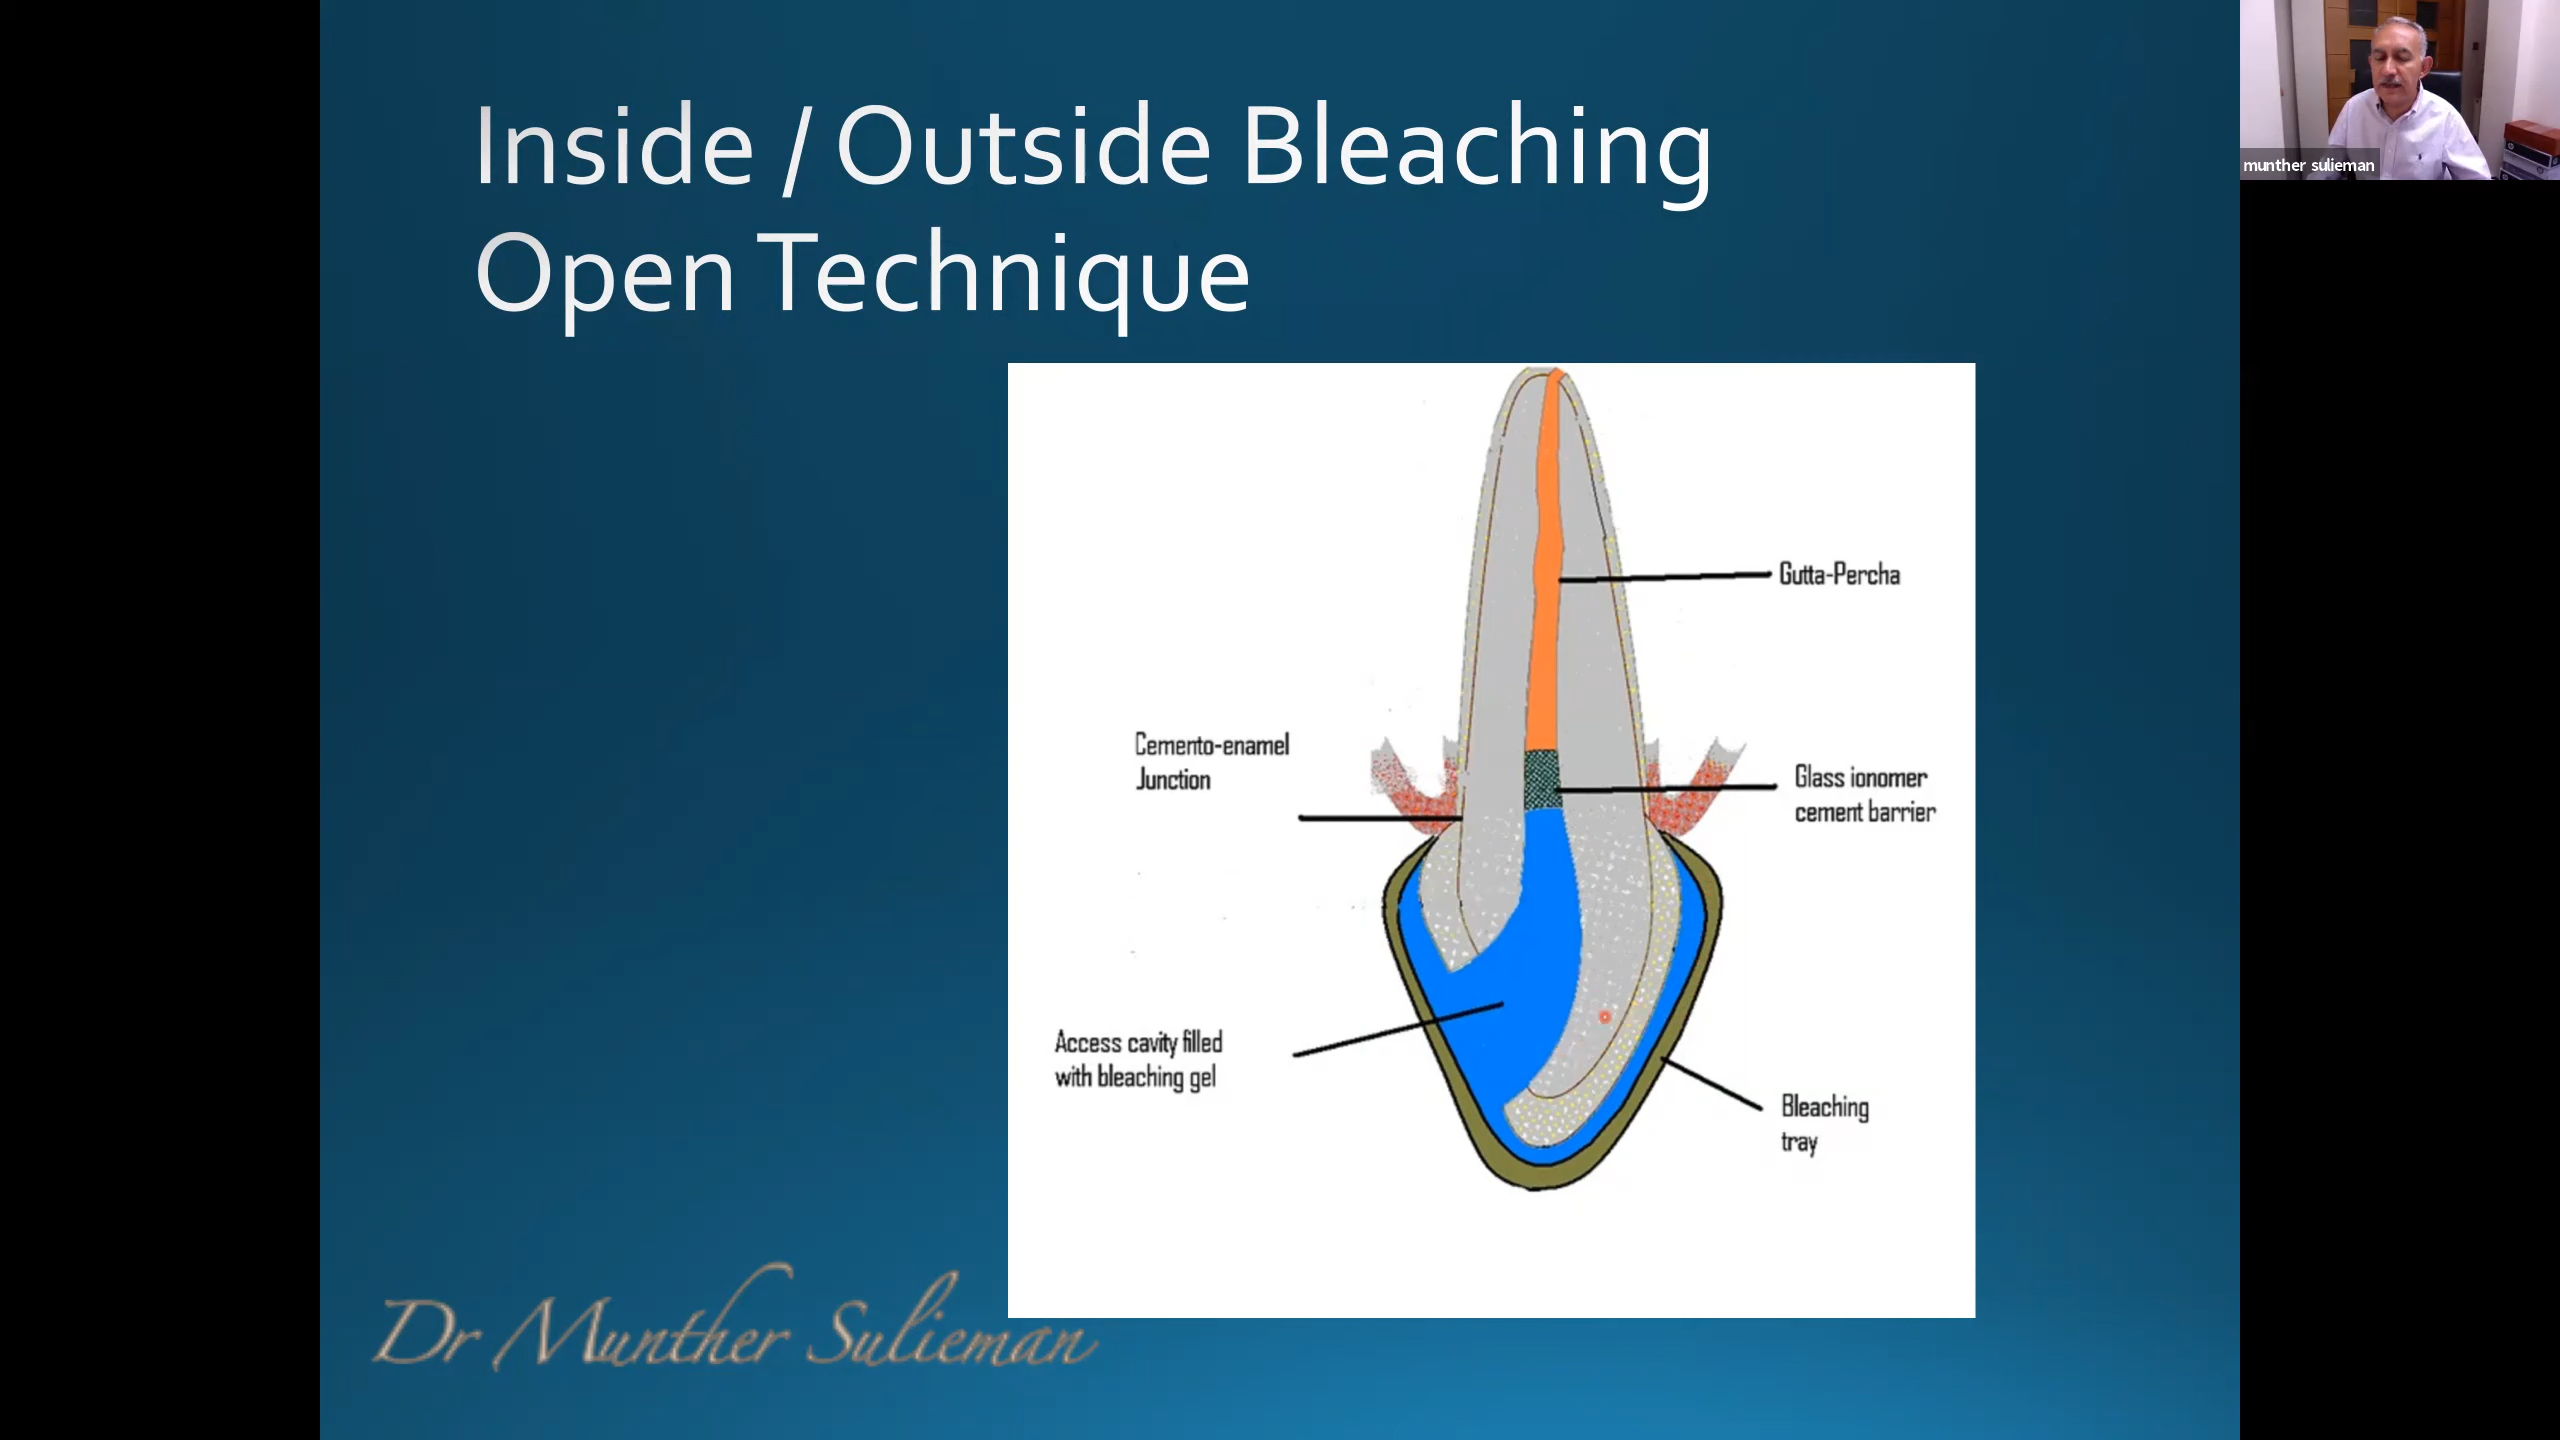 Inside / Outside Bleaching
Open Technique
munther sulieman
Gutta-Percha
Cemento-enamel
Junction
Glass ionomer
cement barrier
Access cavity filled
with bleaching gel
Bleaching
tray
Dr Munther Sulieman